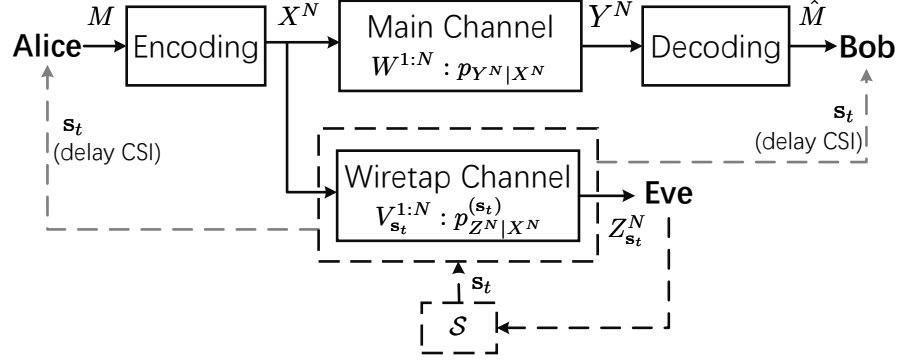 M X^N Y^N \hat{M}
Alice Encoding Main Channel Decoding Bob
W^{1:N} : p_{Y^N|X^N}
s_t s_t
(delay CSI) (delay CSI)
Wiretap Channel Eve
V_{s_t}^{1:N} : p_{Z^N|X^N}^{(s_t)} Z_{s_t}^N
s_t
𝒮